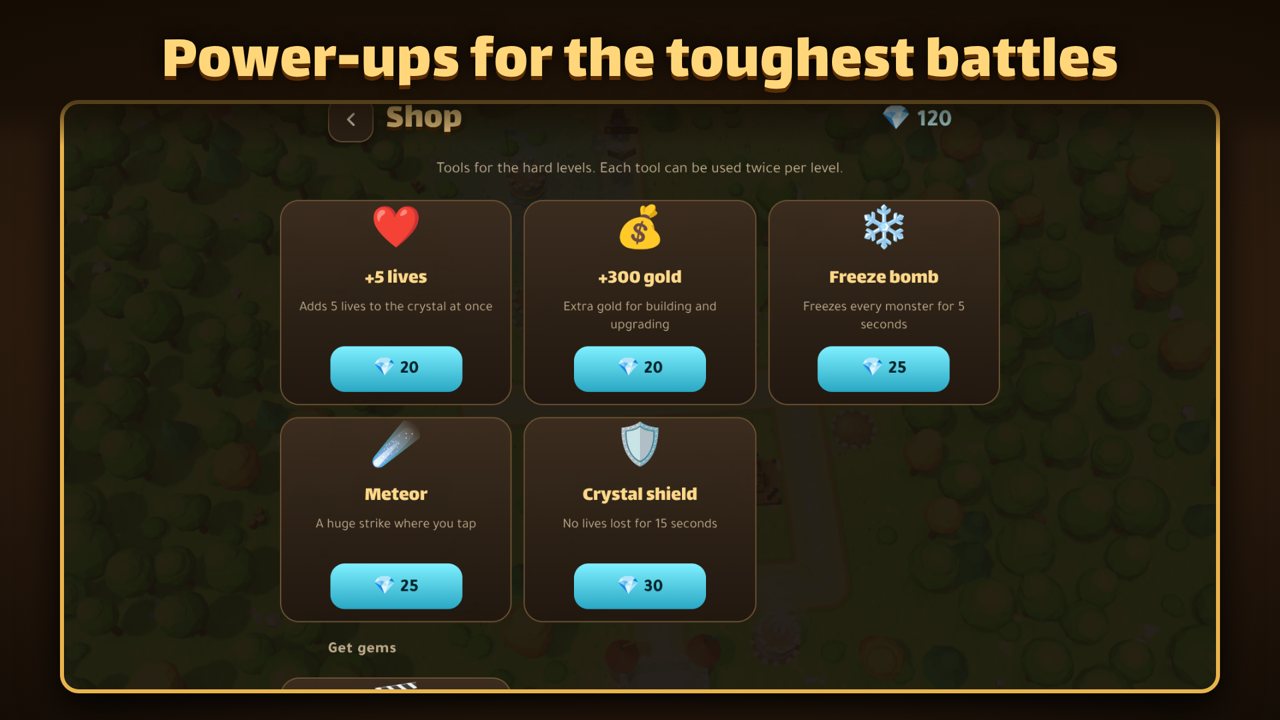 Power-ups for the toughest battles
Shop
120
Tools for the hard levels. Each tool can be used twice per level.
+5 lives
Adds 5 lives to the crystal at once
20
+300 gold
Extra gold for building and
upgrading
20
Freeze bomb
Freezes every monster for 5
seconds
25
Meteor
A huge strike where you tap
25
Crystal shield
No lives lost for 15 seconds
30
Get gems